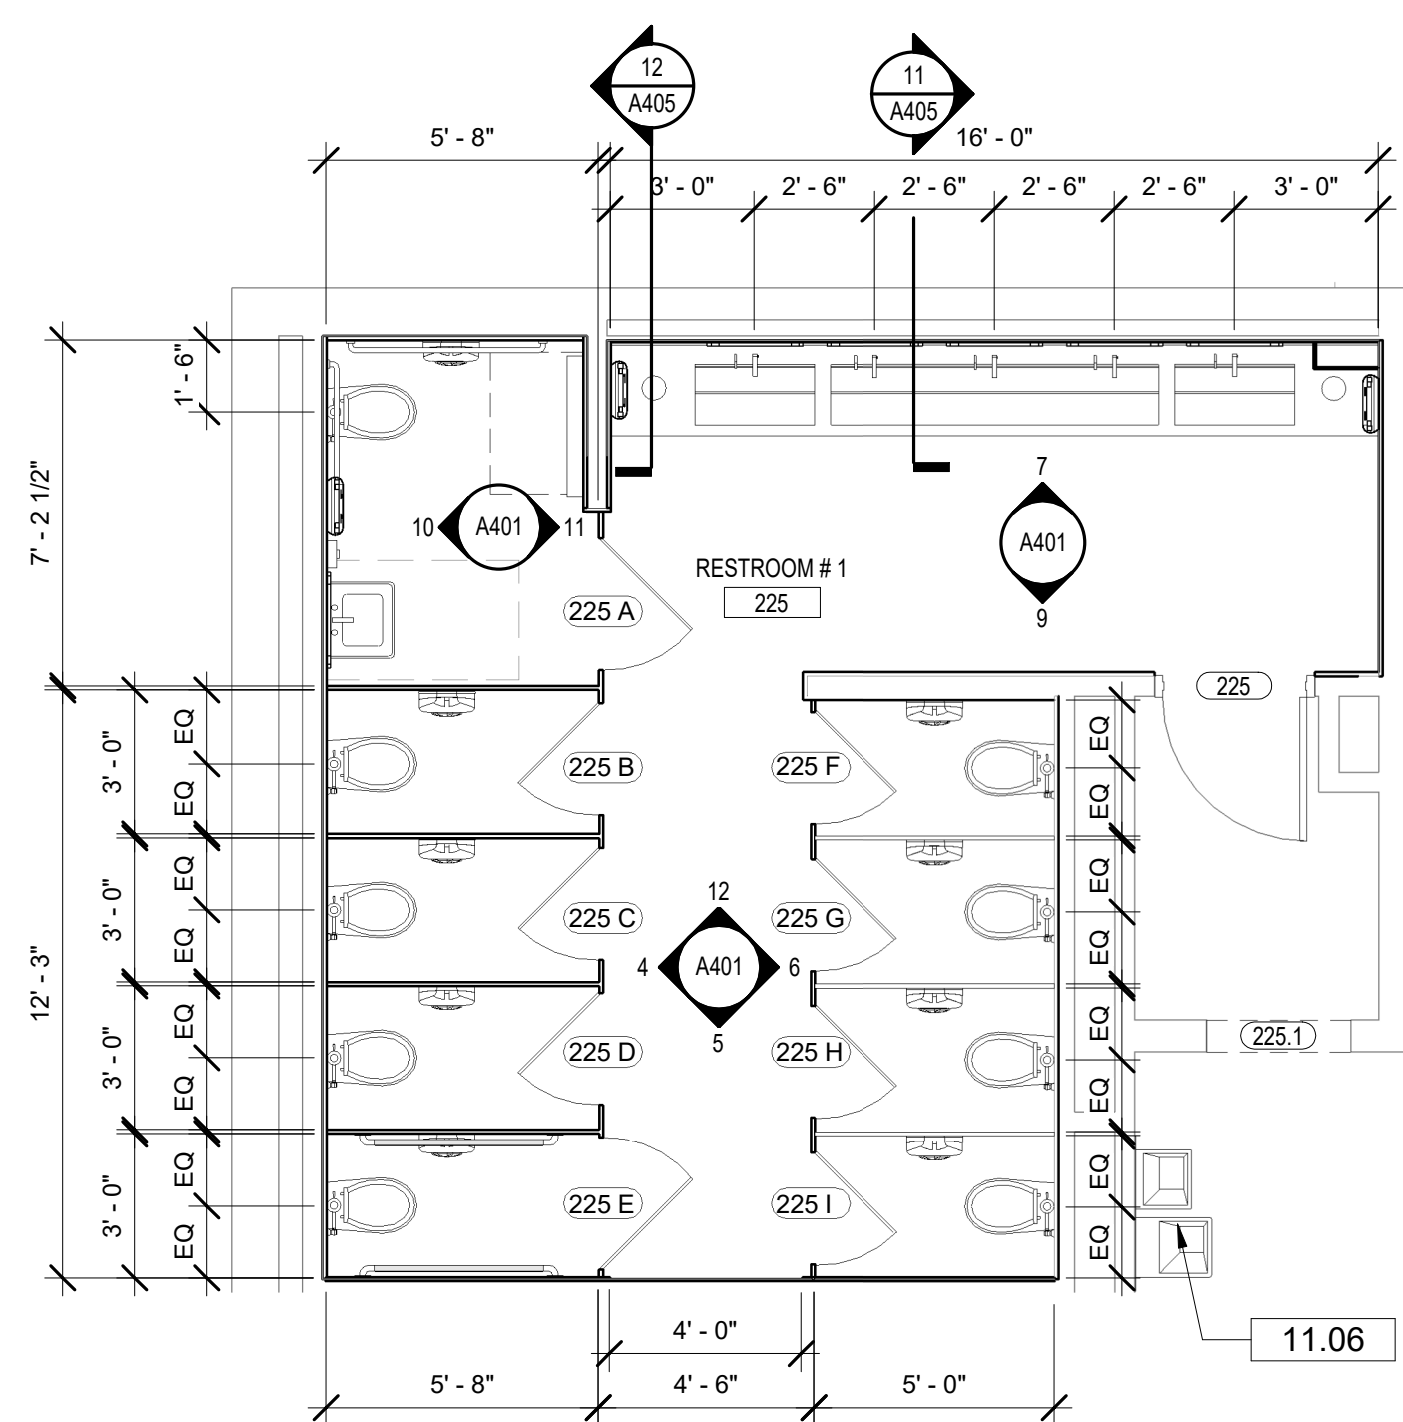 12
A405
11
A405
5' - 8"
16' - 0"
3' - 0"
2' - 6"
2' - 6"
2' - 6"
2' - 6"
3' - 0"
1' - 6"
7' - 2 1/2"
10
A401
11
7
A401
9
RESTROOM # 1
225
225 A
225
12' - 3"
3' - 0"
EQ
EQ
225 B
225 F
EQ
EQ
3' - 0"
EQ
EQ
225 C
225 G
EQ
EQ
12
4
A401
6
5
3' - 0"
EQ
EQ
225 D
225 H
EQ
EQ
225.1
3' - 0"
EQ
EQ
225 E
225 I
EQ
EQ
11.06
4' - 0"
5' - 8"
4' - 6"
5' - 0"